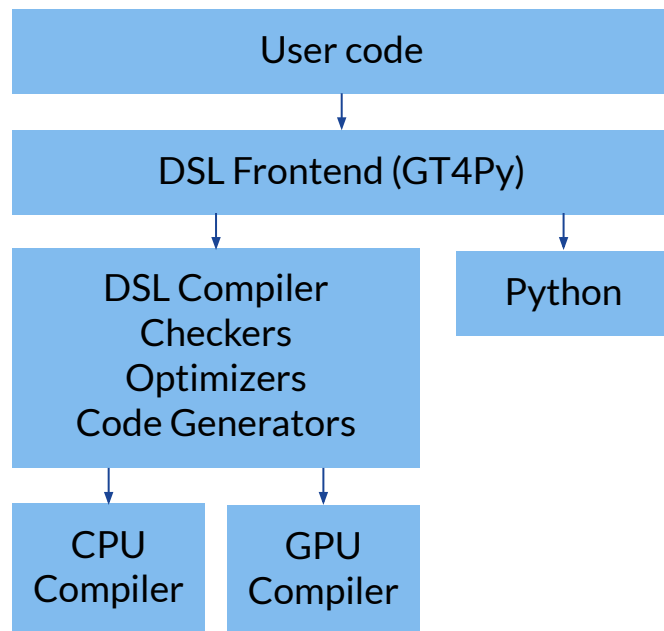 User code
DSL Frontend (GT4Py)
DSL Compiler
Checkers
Optimizers
Code Generators
Python
CPU
Compiler
GPU
Compiler